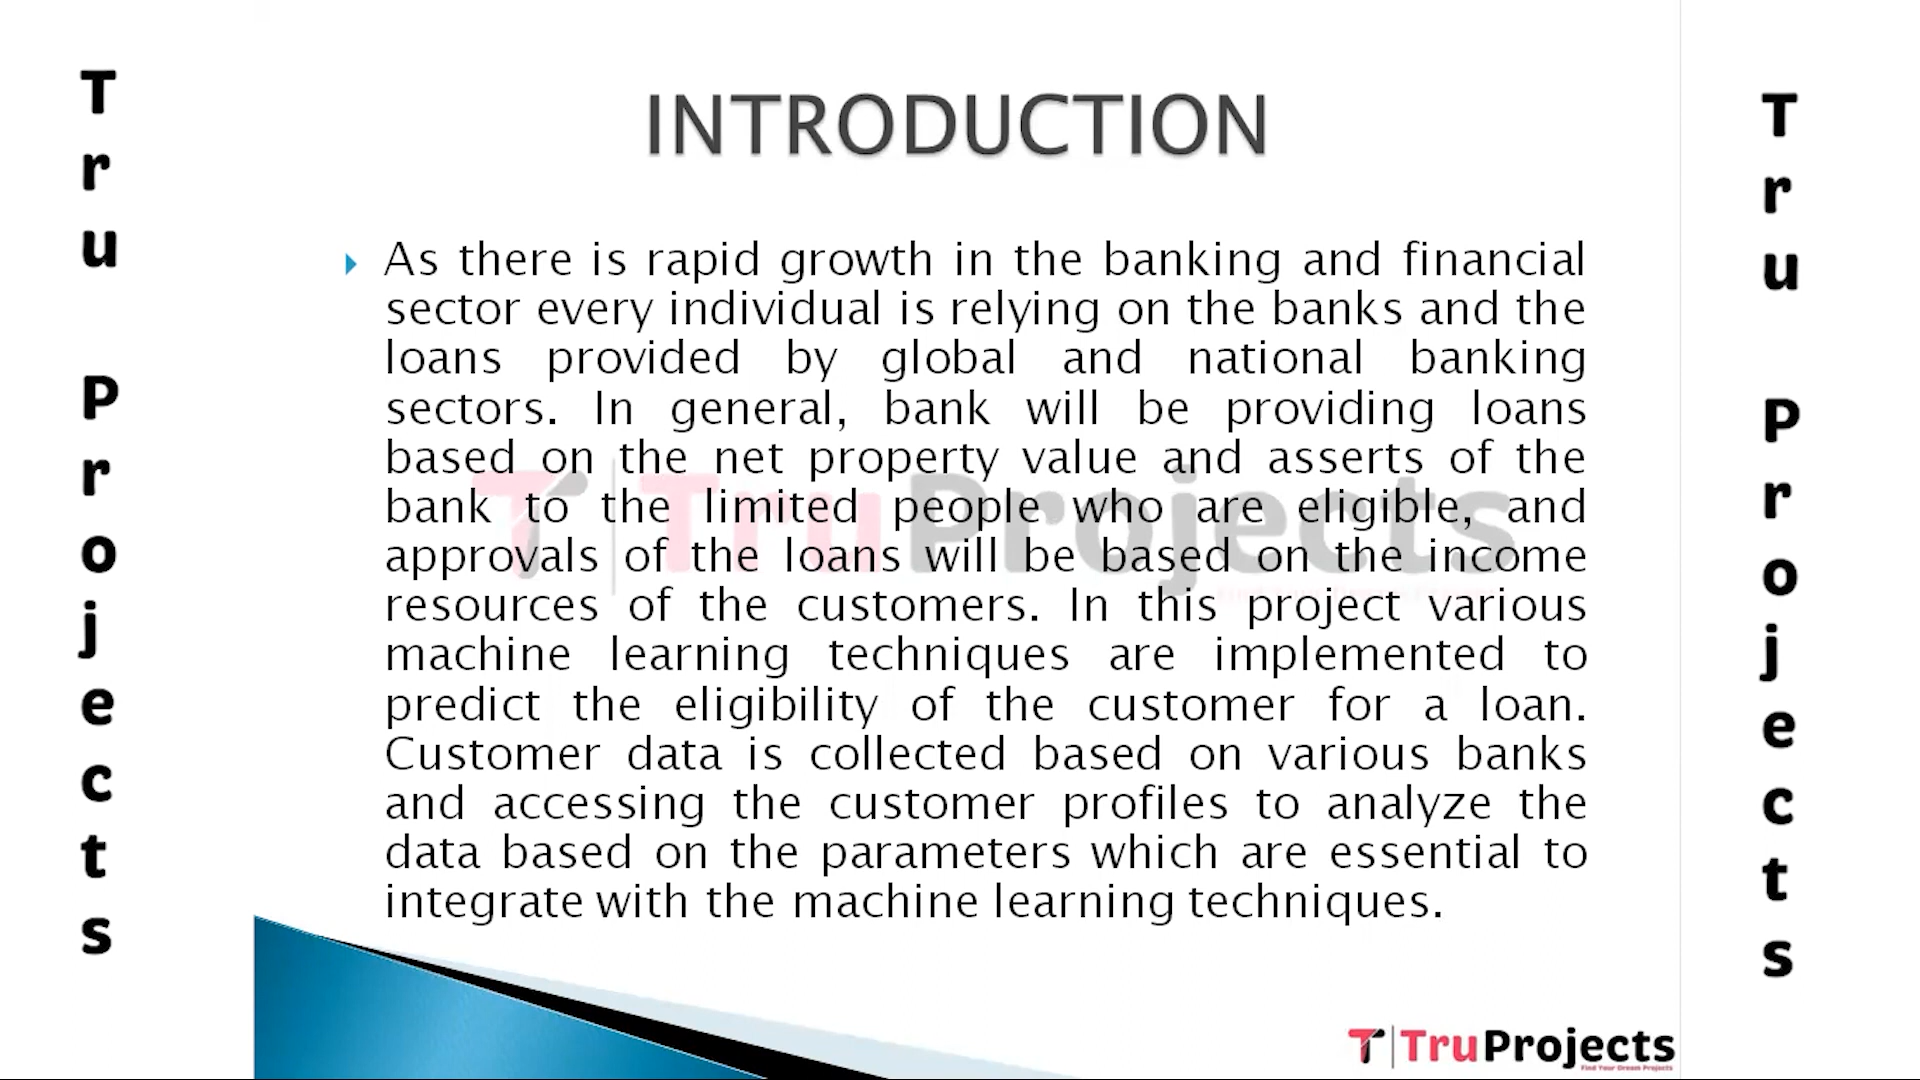 INTRODUCTION
As there is rapid growth in the banking and financial
sector every individual is relying on the banks and the
loans provided by global and national banking
sectors. In general, bank will be providing loans
based on the net property value and asserts of the
bank to the limited people who are eligible, and
approvals of the loans will be based on the income
resources of the customers. In this project various
machine learning techniques are implemented to
predict the eligibility of the customer for a loan.
Customer data is collected based on various banks
and accessing the customer profiles to analyze the
data based on the parameters which are essential to
integrate with the machine learning techniques.
Tru Projects
Tru Projects
TruProjects
TruProjects
Find Your Dream Projects